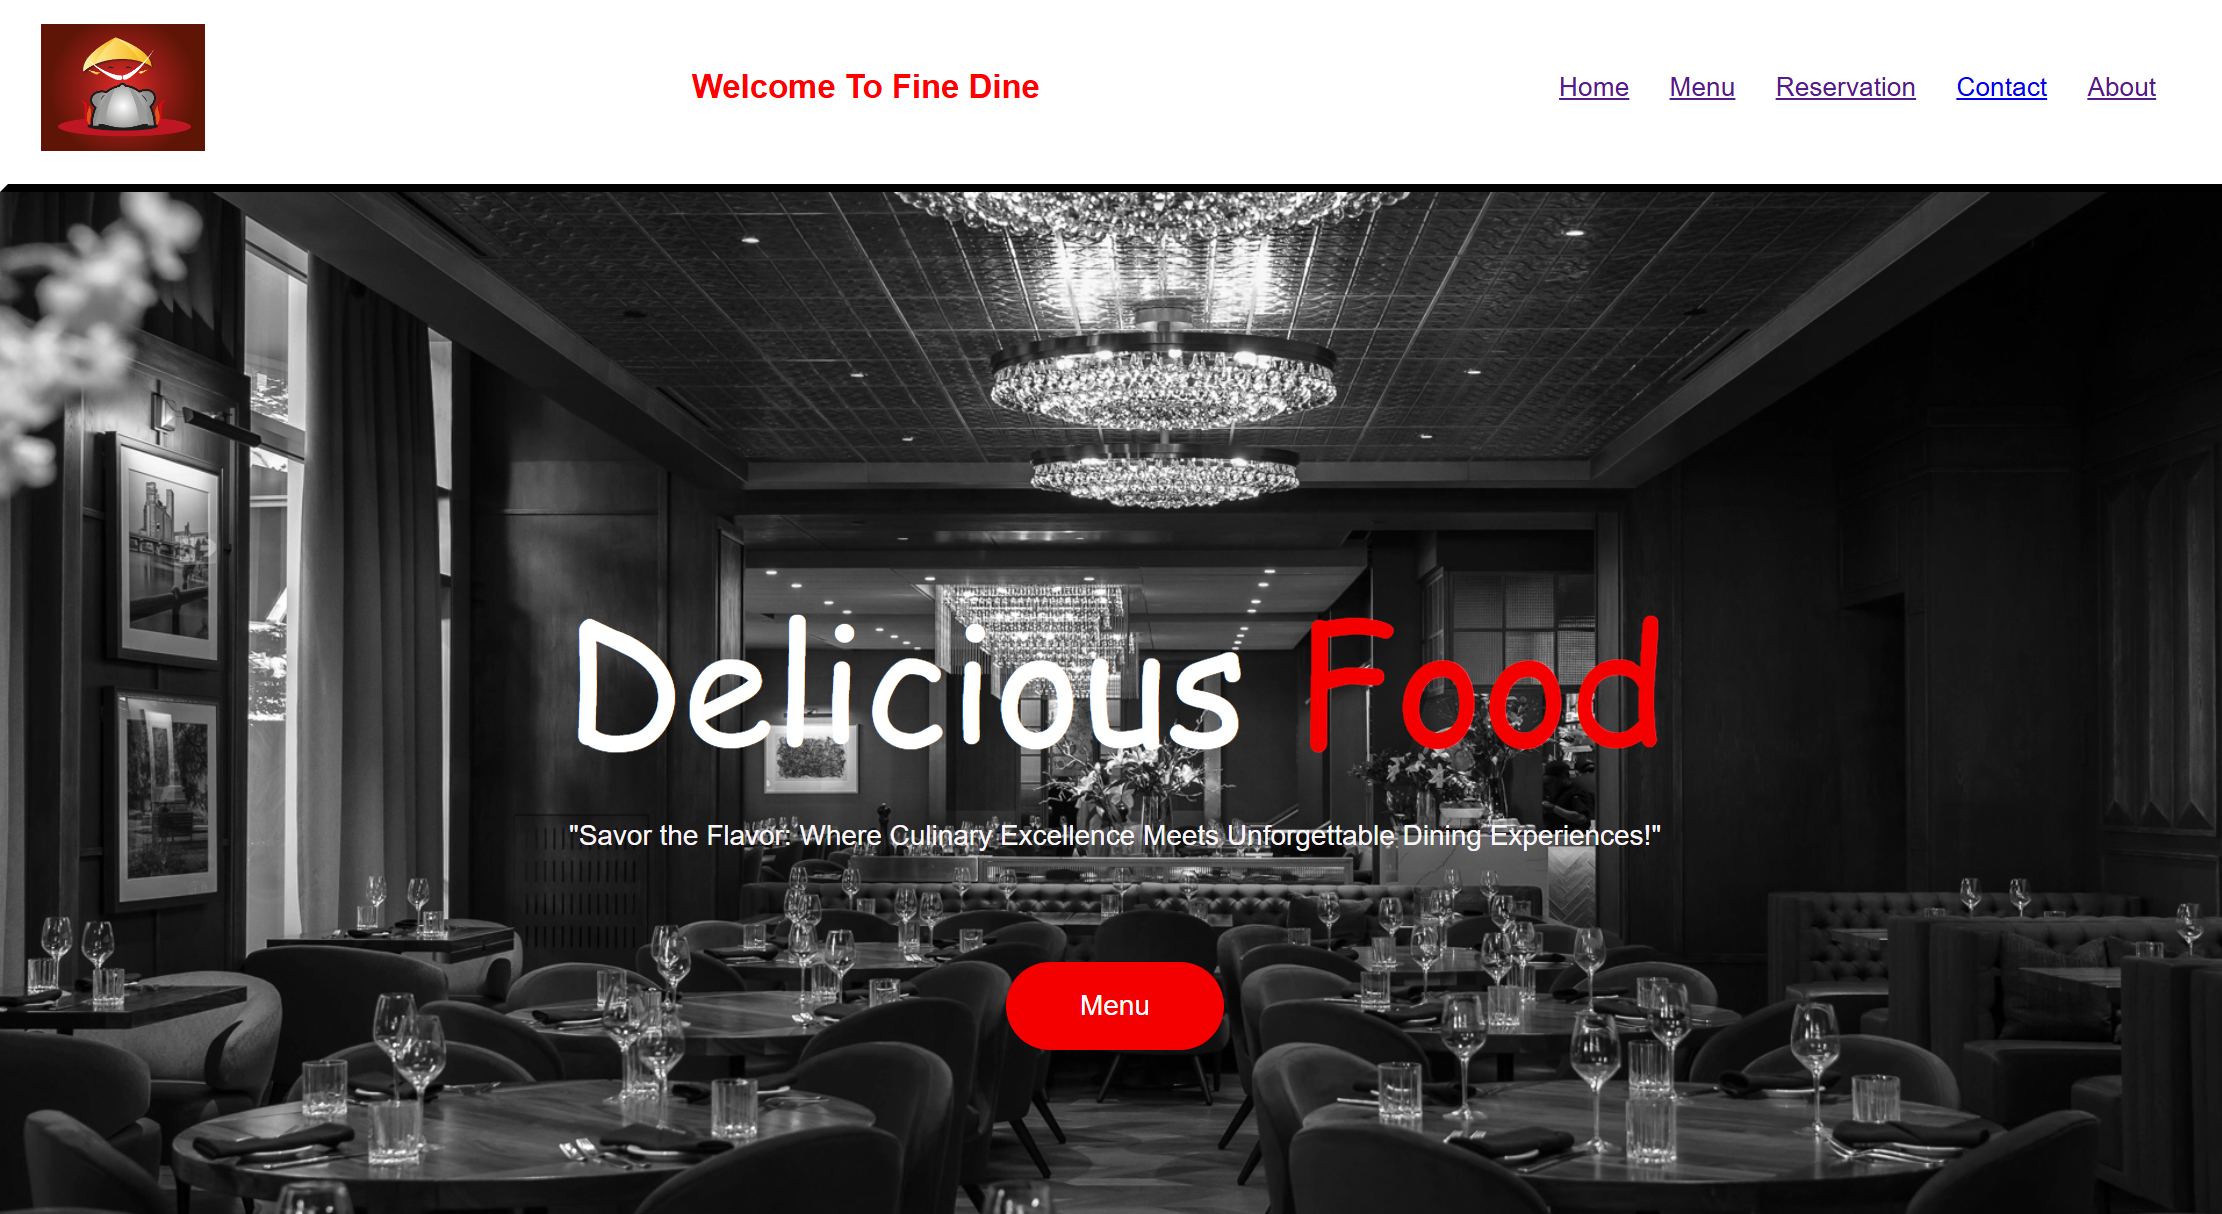 Welcome To Fine Dine
Home Menu Reservation Contact About
Delicious Food
"Savor the Flavor: Where Culinary Excellence Meets Unforgettable Dining Experiences!"
Menu